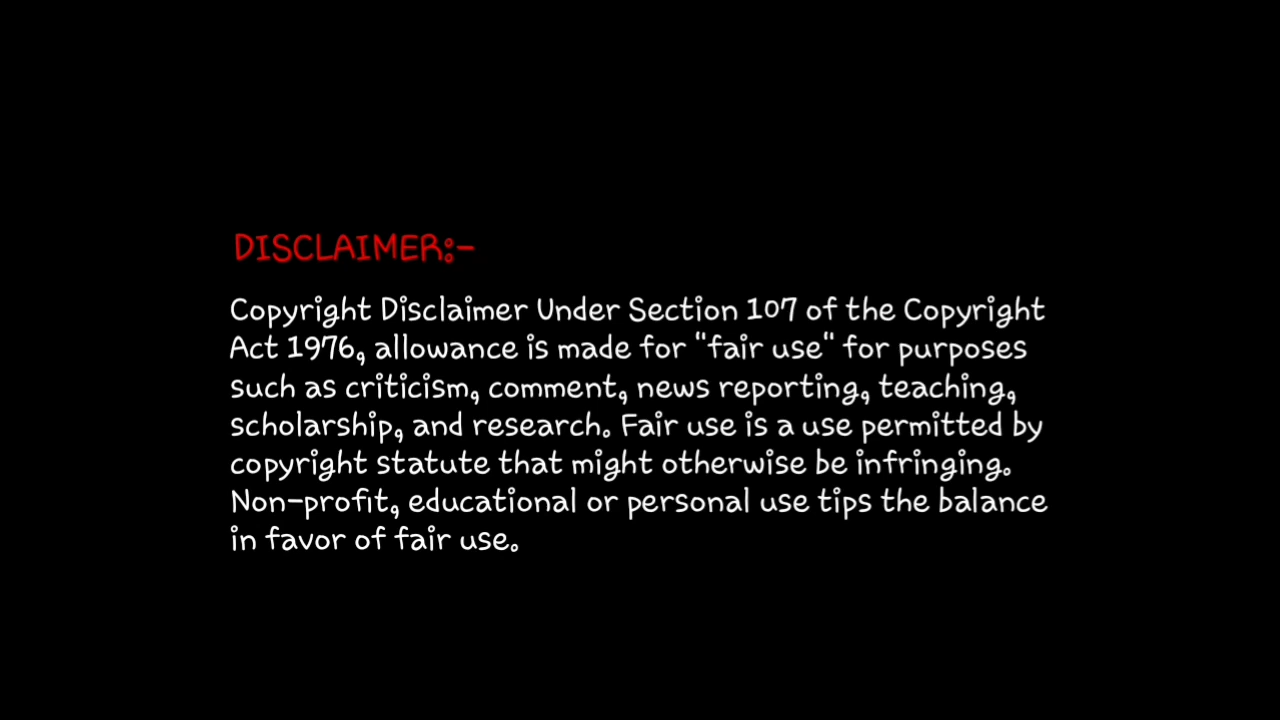 DISCLAIMER:-
Copyright Disclaimer Under Section 107 of the Copyright
Act 1976, allowance is made for "fair use" for purposes
such as criticism, comment, news reporting, teaching,
scholarship, and research. Fair use is a use permitted by
copyright statute that might otherwise be infringing.
Non-profit, educational or personal use tips the balance
in favor of fair use.